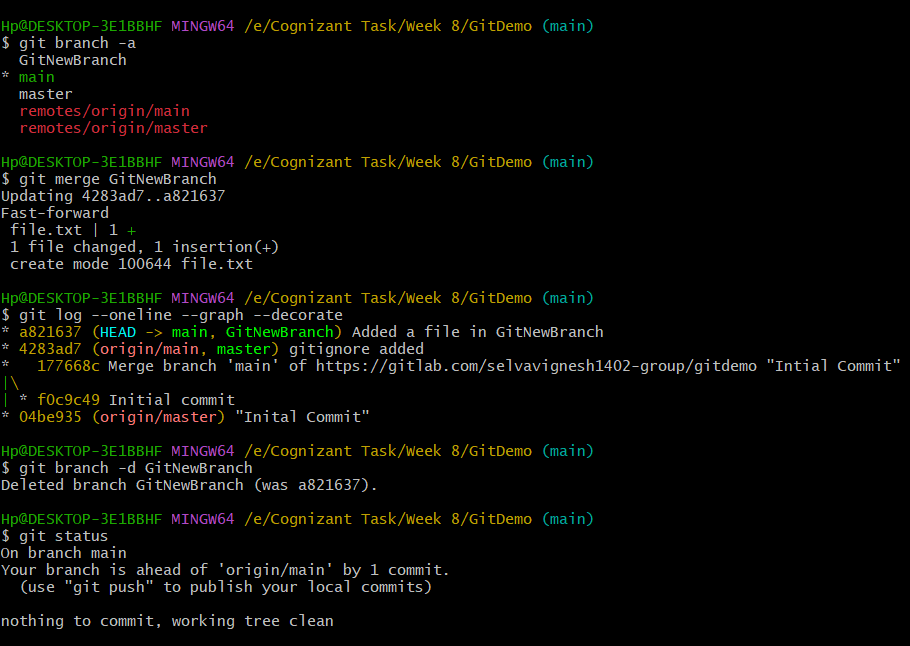 Hp@DESKTOP-3E1BBHF MINGW64 /e/Cognizant Task/Week 8/GitDemo (main)
$ git branch -a
  GitNewBranch
* main
  master
  remotes/origin/main
  remotes/origin/master

Hp@DESKTOP-3E1BBHF MINGW64 /e/Cognizant Task/Week 8/GitDemo (main)
$ git merge GitNewBranch
Updating 4283ad7..a821637
Fast-forward
 file.txt | 1 +
 1 file changed, 1 insertion(+)
 create mode 100644 file.txt

Hp@DESKTOP-3E1BBHF MINGW64 /e/Cognizant Task/Week 8/GitDemo (main)
$ git log --oneline --graph --decorate
* a821637 (HEAD -> main, GitNewBranch) Added a file in GitNewBranch
* 4283ad7 (origin/main, master) gitignore added
*   177668c Merge branch 'main' of https://gitlab.com/selvavignesh1402-group/gitdemo "Intial Commit"
|\
| * f0c9c49 Initial commit
* 04be935 (origin/master) "Inital Commit"

Hp@DESKTOP-3E1BBHF MINGW64 /e/Cognizant Task/Week 8/GitDemo (main)
$ git branch -d GitNewBranch
Deleted branch GitNewBranch (was a821637).

Hp@DESKTOP-3E1BBHF MINGW64 /e/Cognizant Task/Week 8/GitDemo (main)
$ git status
On branch main
Your branch is ahead of 'origin/main' by 1 commit.
  (use "git push" to publish your local commits)

nothing to commit, working tree clean